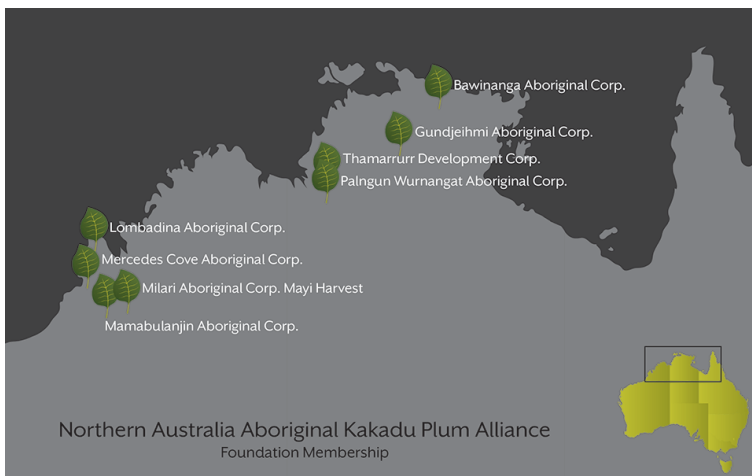 Bawinanga Aboriginal Corp.
Gundjeihmi Aboriginal Corp.
Thamarrurr Development Corp.
Palngun Wurnangat Aboriginal Corp.
Lombadina Aboriginal Corp.
Mercedes Cove Aboriginal Corp.
Milari Aboriginal Corp. Mayi Harvest
Mamabulanjin Aboriginal Corp.
Northern Australia Aboriginal Kakadu Plum Alliance
Foundation Membership